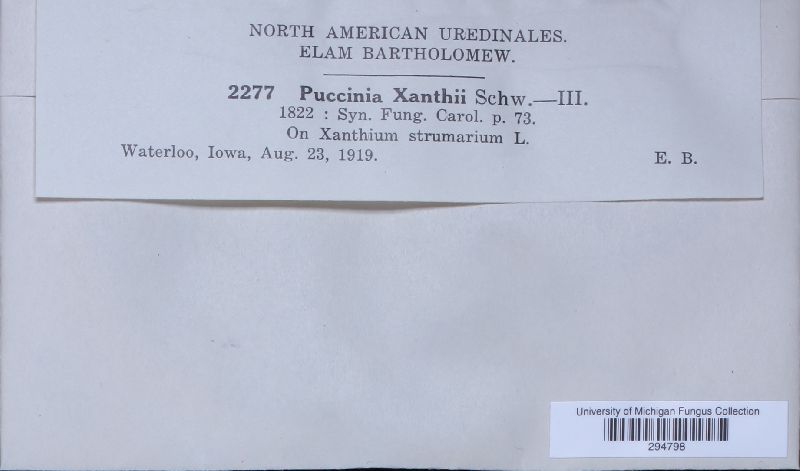 NORTH AMERICAN UREDINALES.
ELAM BARTHOLOMEW.
2277 Puccinia Xanthii Schw.—III.
1822 : Syn. Fung. Carol. p. 73.
On Xanthium strumarium L.
Waterloo, Iowa, Aug. 23, 1919. E. B.
University of Michigan Fungus Collection
294798